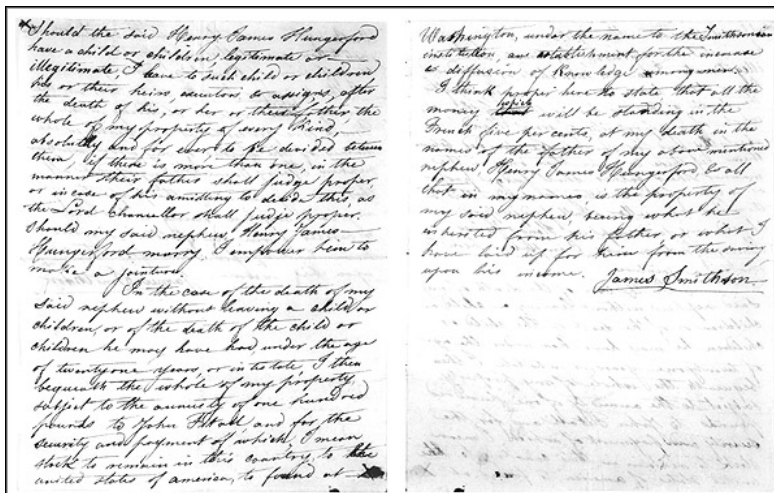 Should the said Henry James Hungerford
have a child or children legitimate or
illegitimate, I leave to such child or children
his or their heirs, executors, & assigns, after
the death of his, or her or their father the
whole of my property of every kind,
absolutely and for ever to be divided between
them, if there is more than one, in the
manner their father shall judge proper,
or in case of his omitting to decide this, as
the Lord Chancellor shall judge proper.
Should my said nephew, Henry James
Hungerford marry, I empower him to
make a jointure.
In the case of the death of my
said nephew without leaving a child or
children, or of the death of the child or
children he may have had, under the age
of twentyone years, or intestate, I then
bequeath the whole of my property,
subject to the annuity of one hundred
pounds to John Fitall, and for the
security and payment of which, I mean
stock to remain in this country, to the
united states of america, to found at
Washington, under the name to the Smithsonian
institution, an establishment for the increase
& diffusion of knowledge among men.
I think proper here to state that all the
money which will be standing in the
French five per cents, at my death in the
names of the father of my above mentioned
nephew, Henry James Hungerford, & all
that in my names, is the property of
my said nephew, being what he
inherited from his father, or what I
have laid up for him from the saving
upon his income. James Smithson